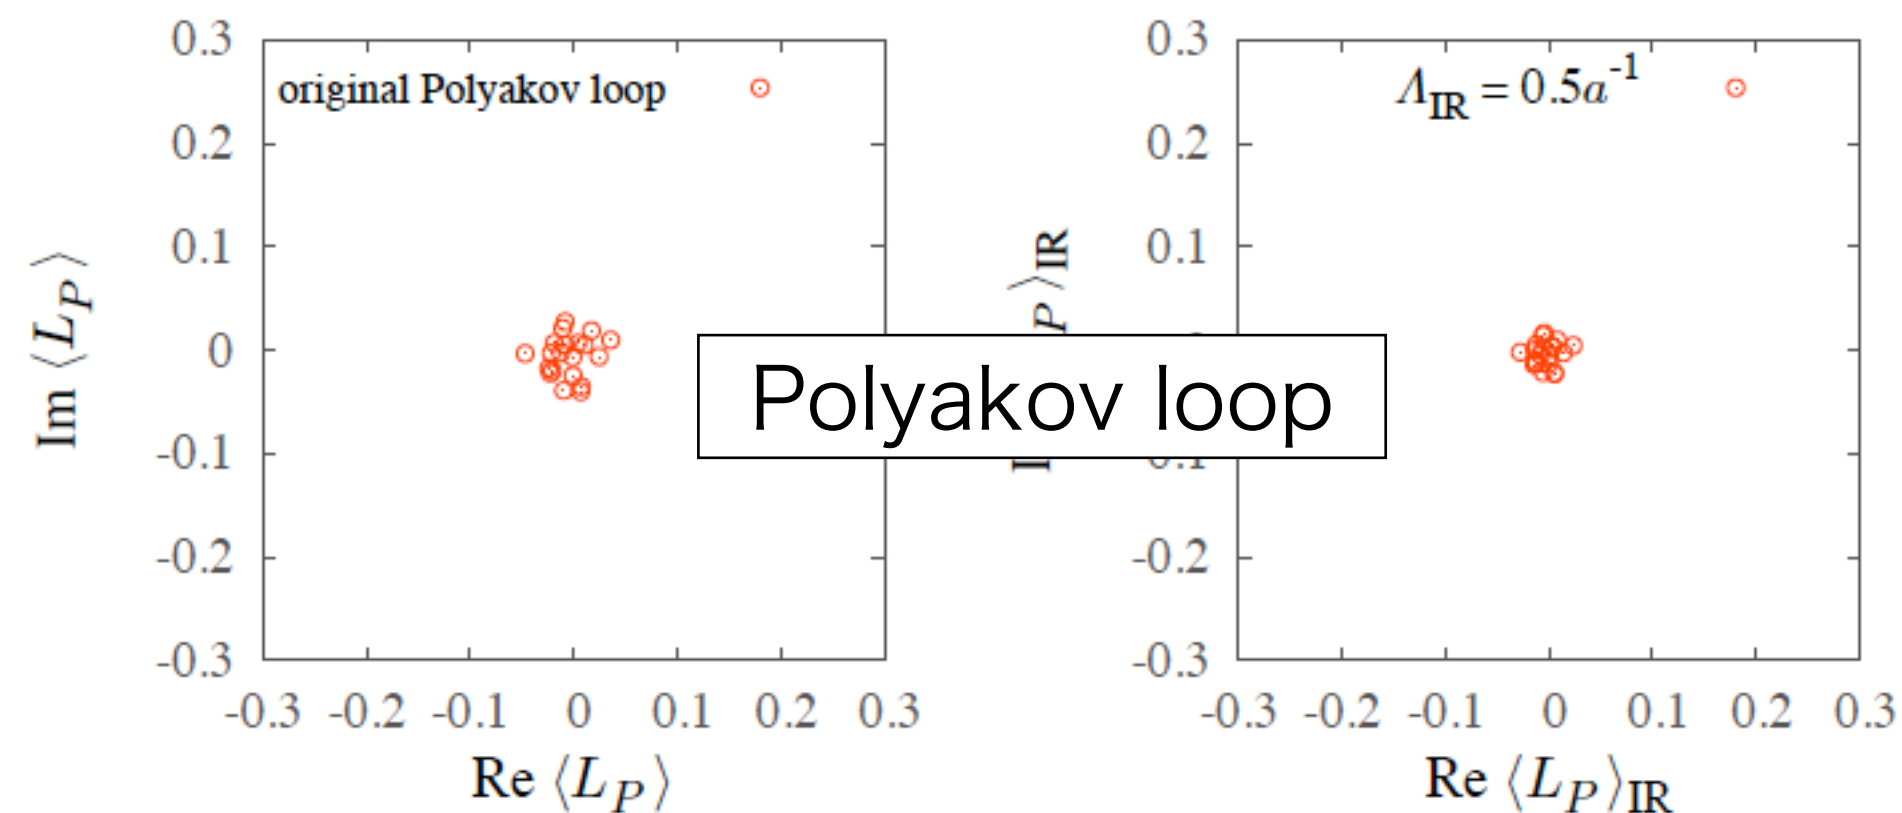 0.3
original Polyakov loop
0.2
0.1
0
-0.1
-0.2
-0.3
-0.3 -0.2 -0.1 0 0.1 0.2 0.3
Im ⟨L_P⟩
Re ⟨L_P⟩
Polyakov loop
0.3
Λ_IR = 0.5a^-1
0.2
0.1
-0.2
-0.3
-0.3 -0.2 -0.1 0 0.1 0.2 0.3
P ⟩IR
Re ⟨L_P⟩IR